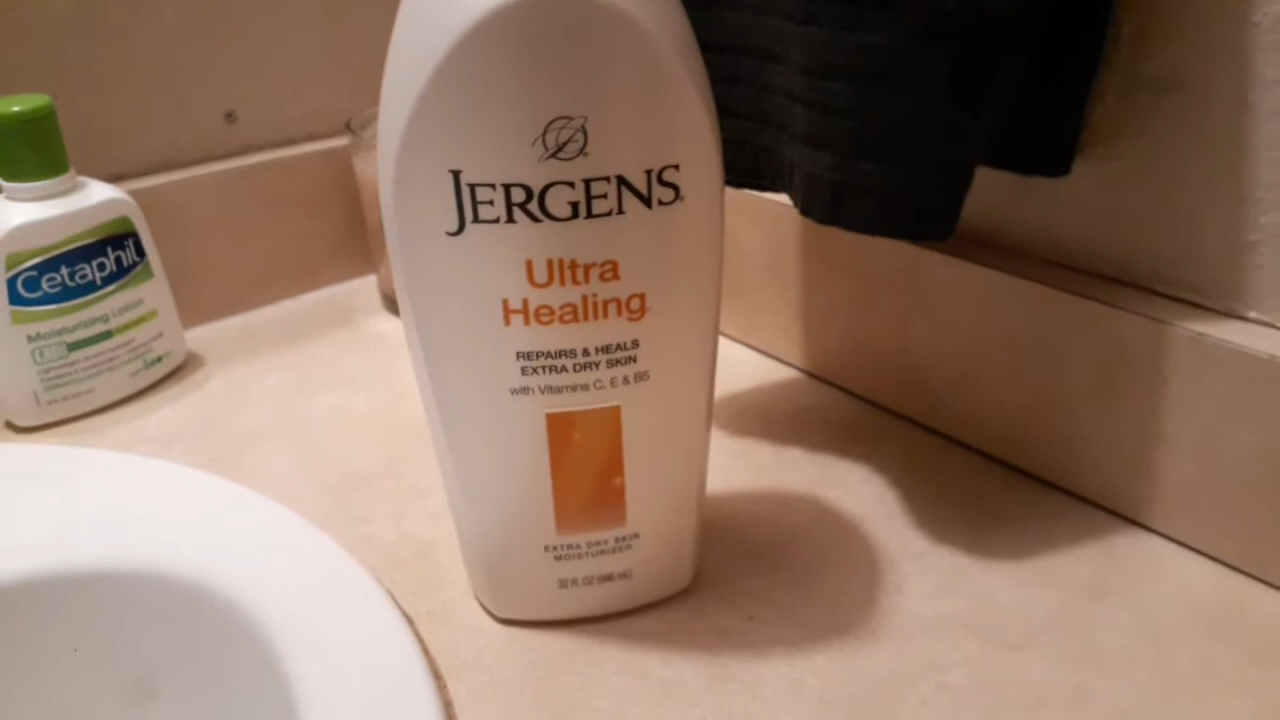 Cetaphil
Moisturizing Lotion
JERGENS
Ultra
Healing
REPAIRS & HEALS
EXTRA DRY SKIN
with Vitamins C, E & B5
EXTRA DRY SKIN
MOISTURIZER
32 FL OZ (946 mL)